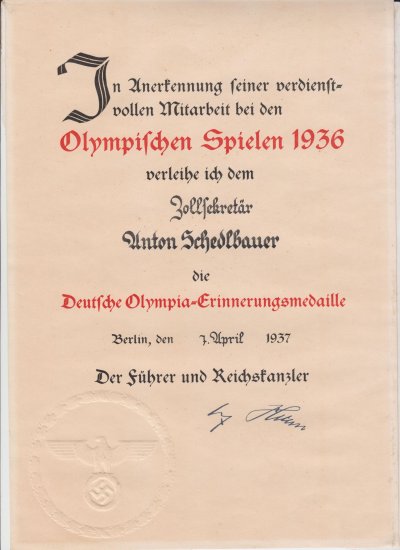 In Anerkennung seiner verdienst-
vollen Mitarbeit bei den
Olympischen Spielen 1936
verleihe ich dem
Zollsekretär
Anton Schedlbauer
die
Deutsche Olympia-Erinnerungsmedaille
Berlin, den 7. April 1937
Der Führer und Reichskanzler